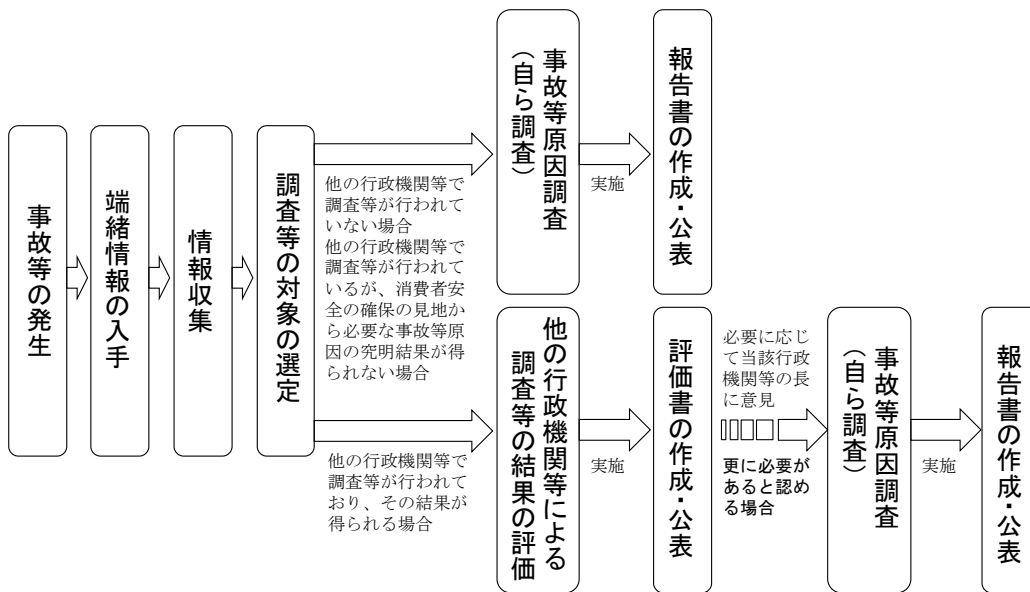 事故等の発生
端緒情報の入手
情報収集
調査等の対象の選定
他の行政機関等で
調査等が行われて
いない場合
他の行政機関等で
調査等が行われて
いるが、消費者安
全の確保の見地か
ら必要な事故等原
因の究明結果が得
られない場合
事故等原因調査
（自ら調査）
実施
報告書の作成・公表
他の行政機関等で
調査等が行われて
おり、その結果が
得られる場合
他の行政機関等による
調査等の結果の評価
実施
評価書の作成・公表
必要に応じ
て当該行政
機関等の長
に意見
更に必要が
あると認め
る場合
事故等原因調査
（自ら調査）
実施
報告書の作成・公表